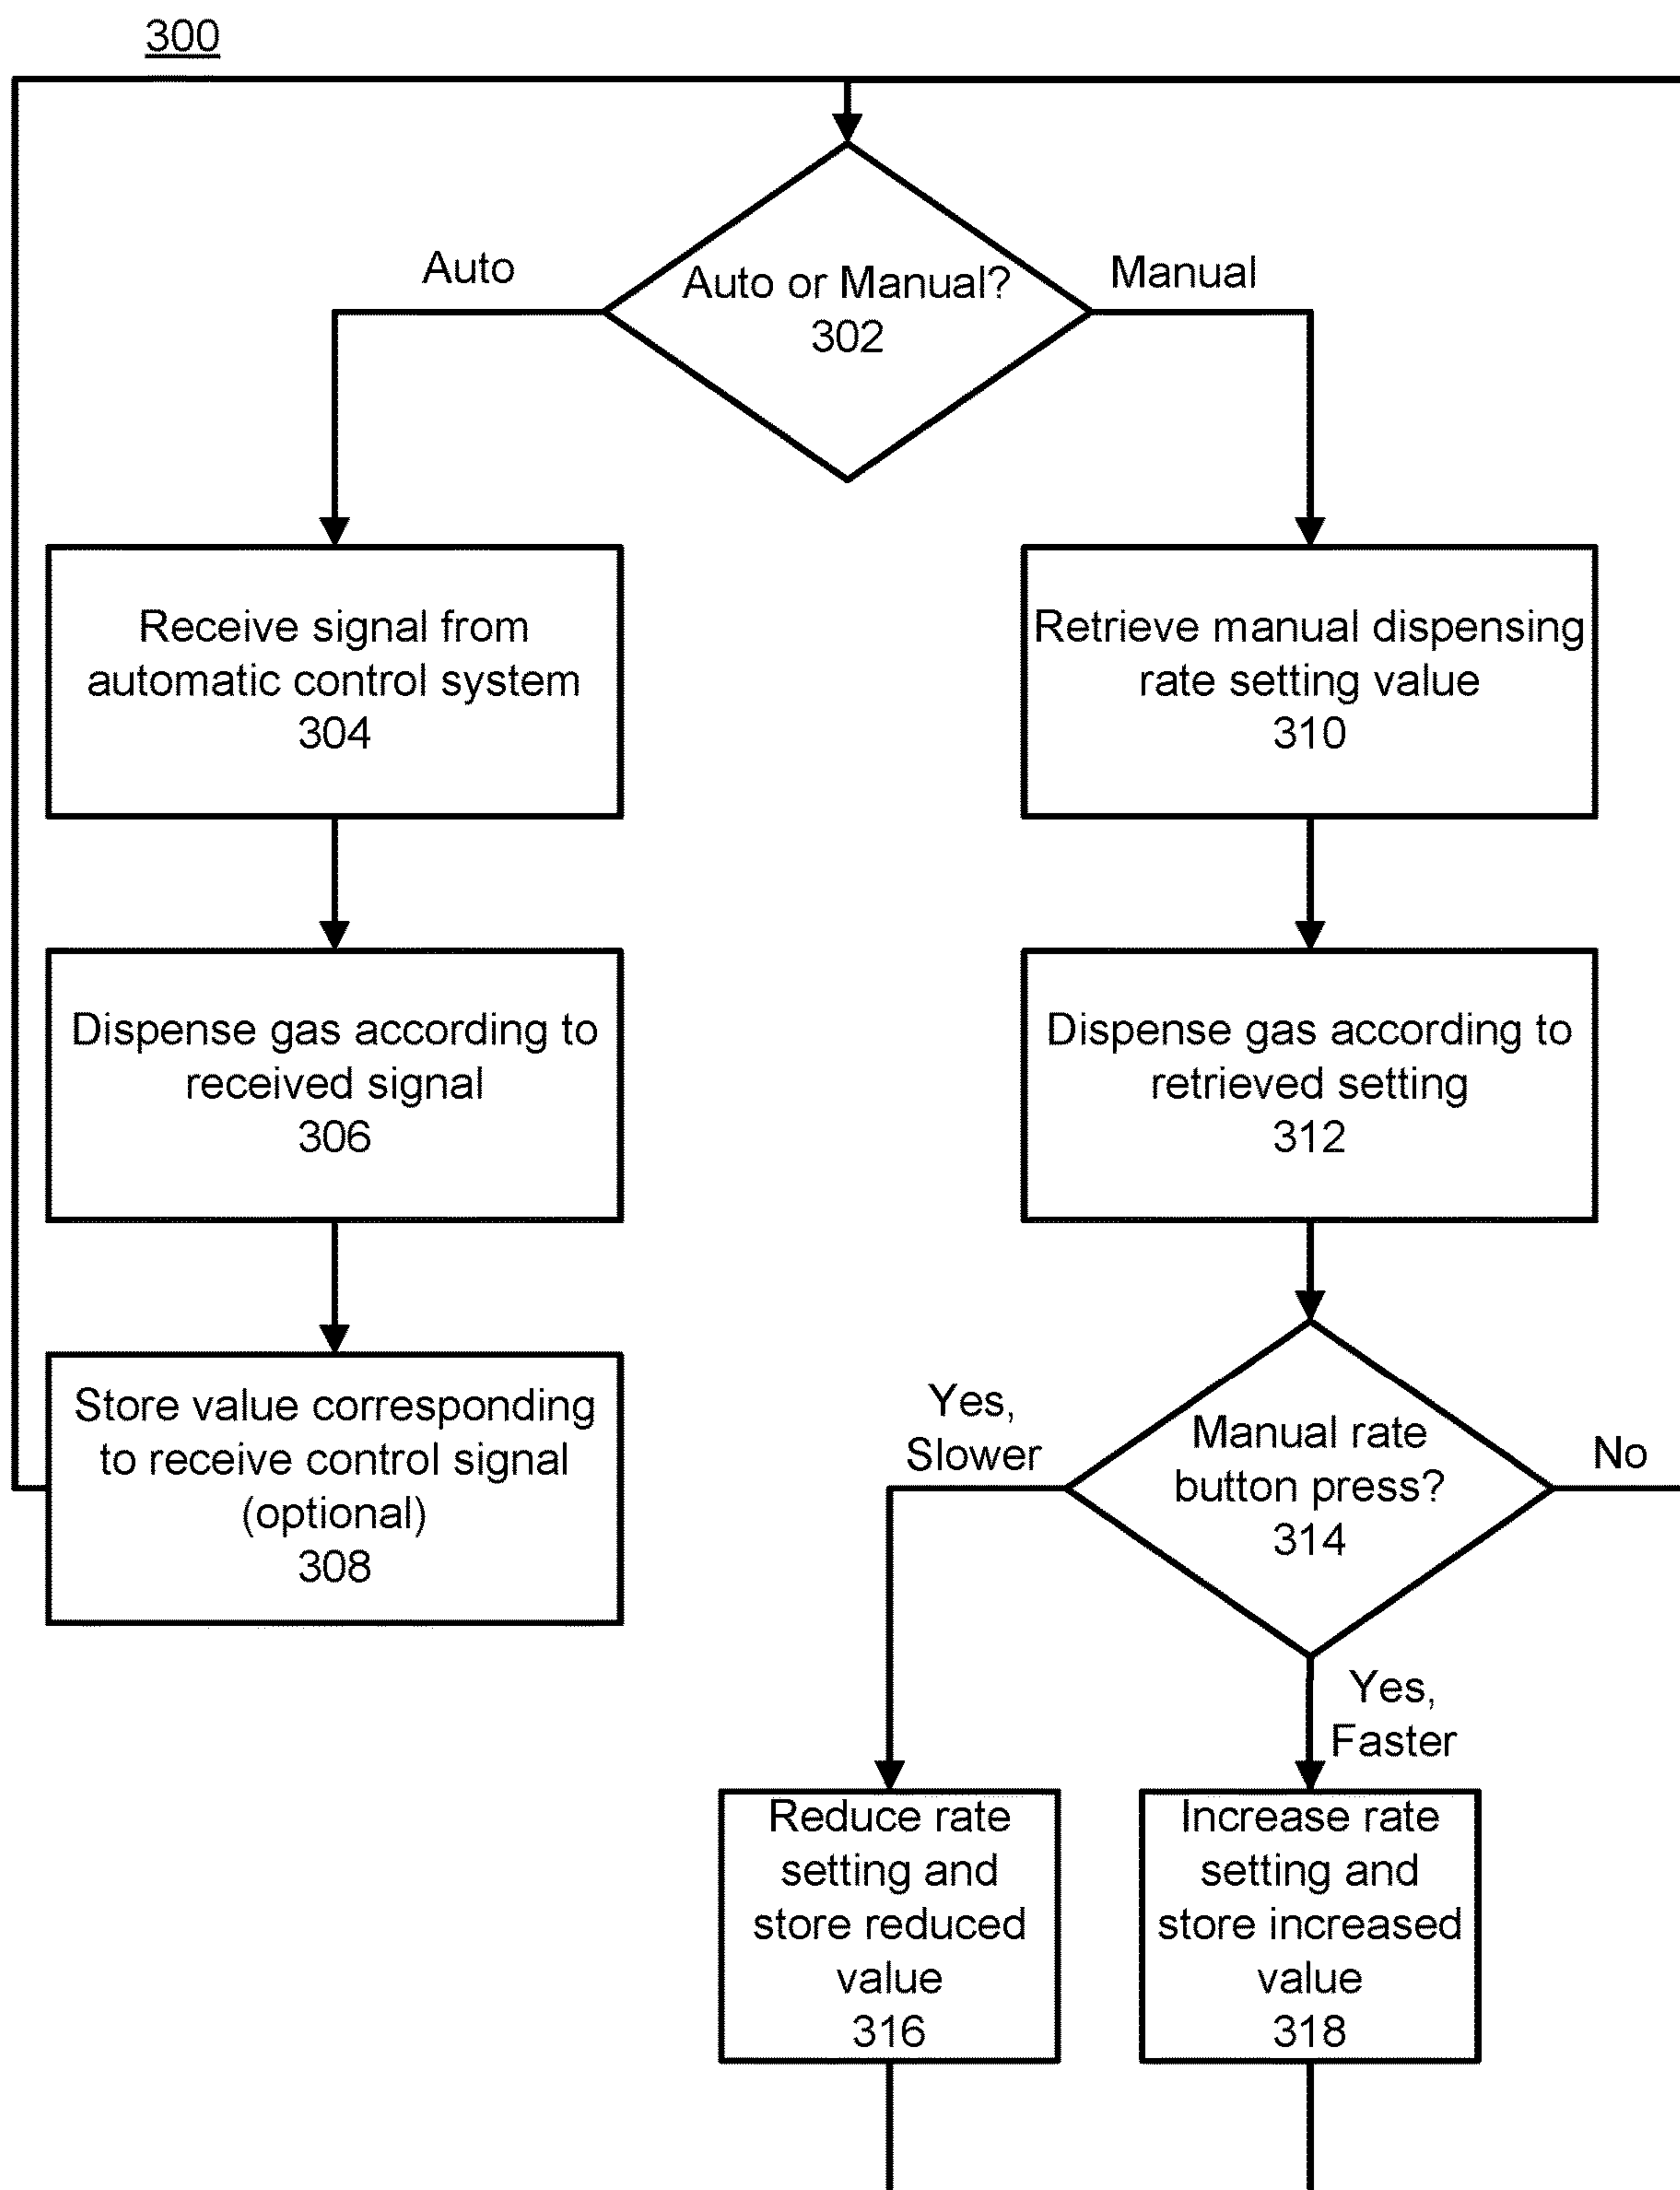 300
Auto or Manual?
302
Auto
Manual
Receive signal from
automatic control system
304
Retrieve manual dispensing
rate setting value
310
Dispense gas according to
received signal
306
Dispense gas according to
retrieved setting
312
Store value corresponding
to receive control signal
(optional)
308
Manual rate
button press?
314
Yes,
Slower
No
Yes,
Faster
Reduce rate
setting and
store reduced
value
316
Increase rate
setting and
store increased
value
318